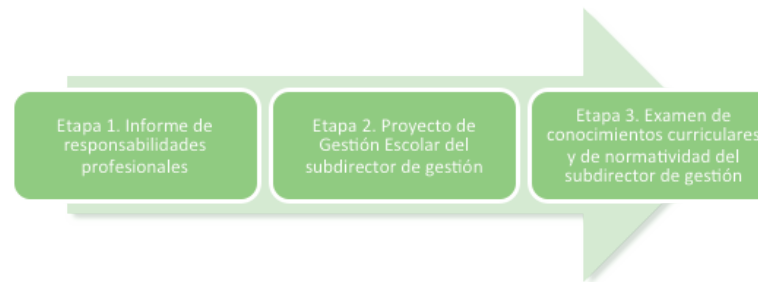 Etapa 1. Informe de
responsabilidades
profesionales
Etapa 2. Proyecto de
Gestión Escolar del
subdirector de gestión
Etapa 3. Examen de
conocimientos curriculares
y de normatividad del
subdirector de gestión